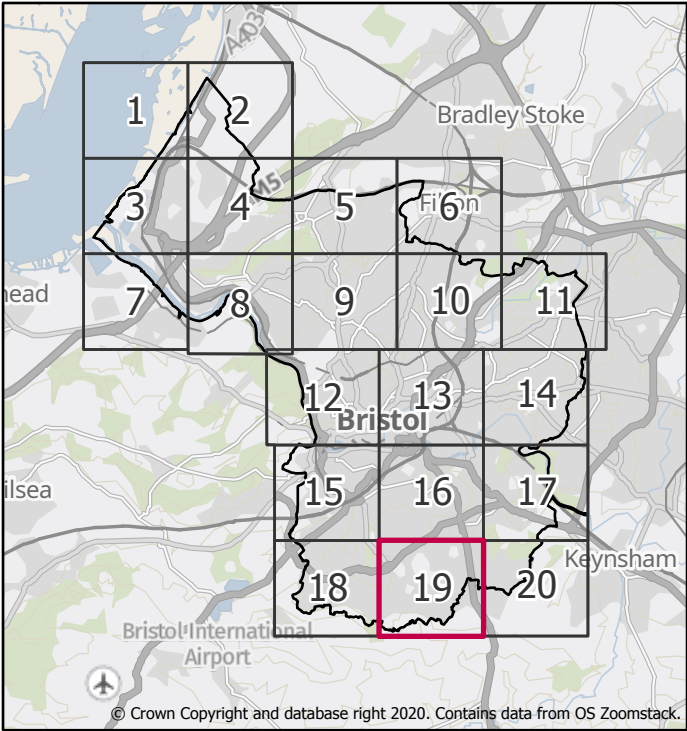 A403
1
2
Bradley Stoke
M5
3
4
5
6
Filton
head
7
8
9
10
11
12
13
14
Bristol
ilsea
15
16
17
Keynsham
18
19
20
Bristol International
Airport
© Crown Copyright and database right 2020. Contains data from OS Zoomstack.